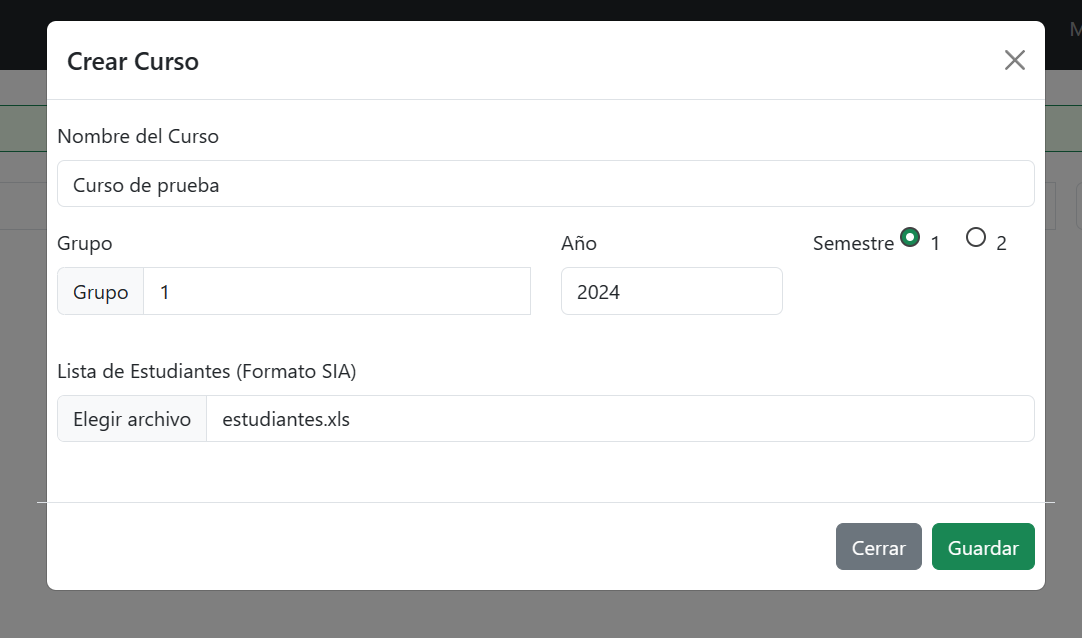 Crear Curso
Nombre del Curso
Curso de prueba
Grupo Año Semestre 1 2
Grupo 1 2024
Lista de Estudiantes (Formato SIA)
Elegir archivo estudiantes.xls
Cerrar Guardar